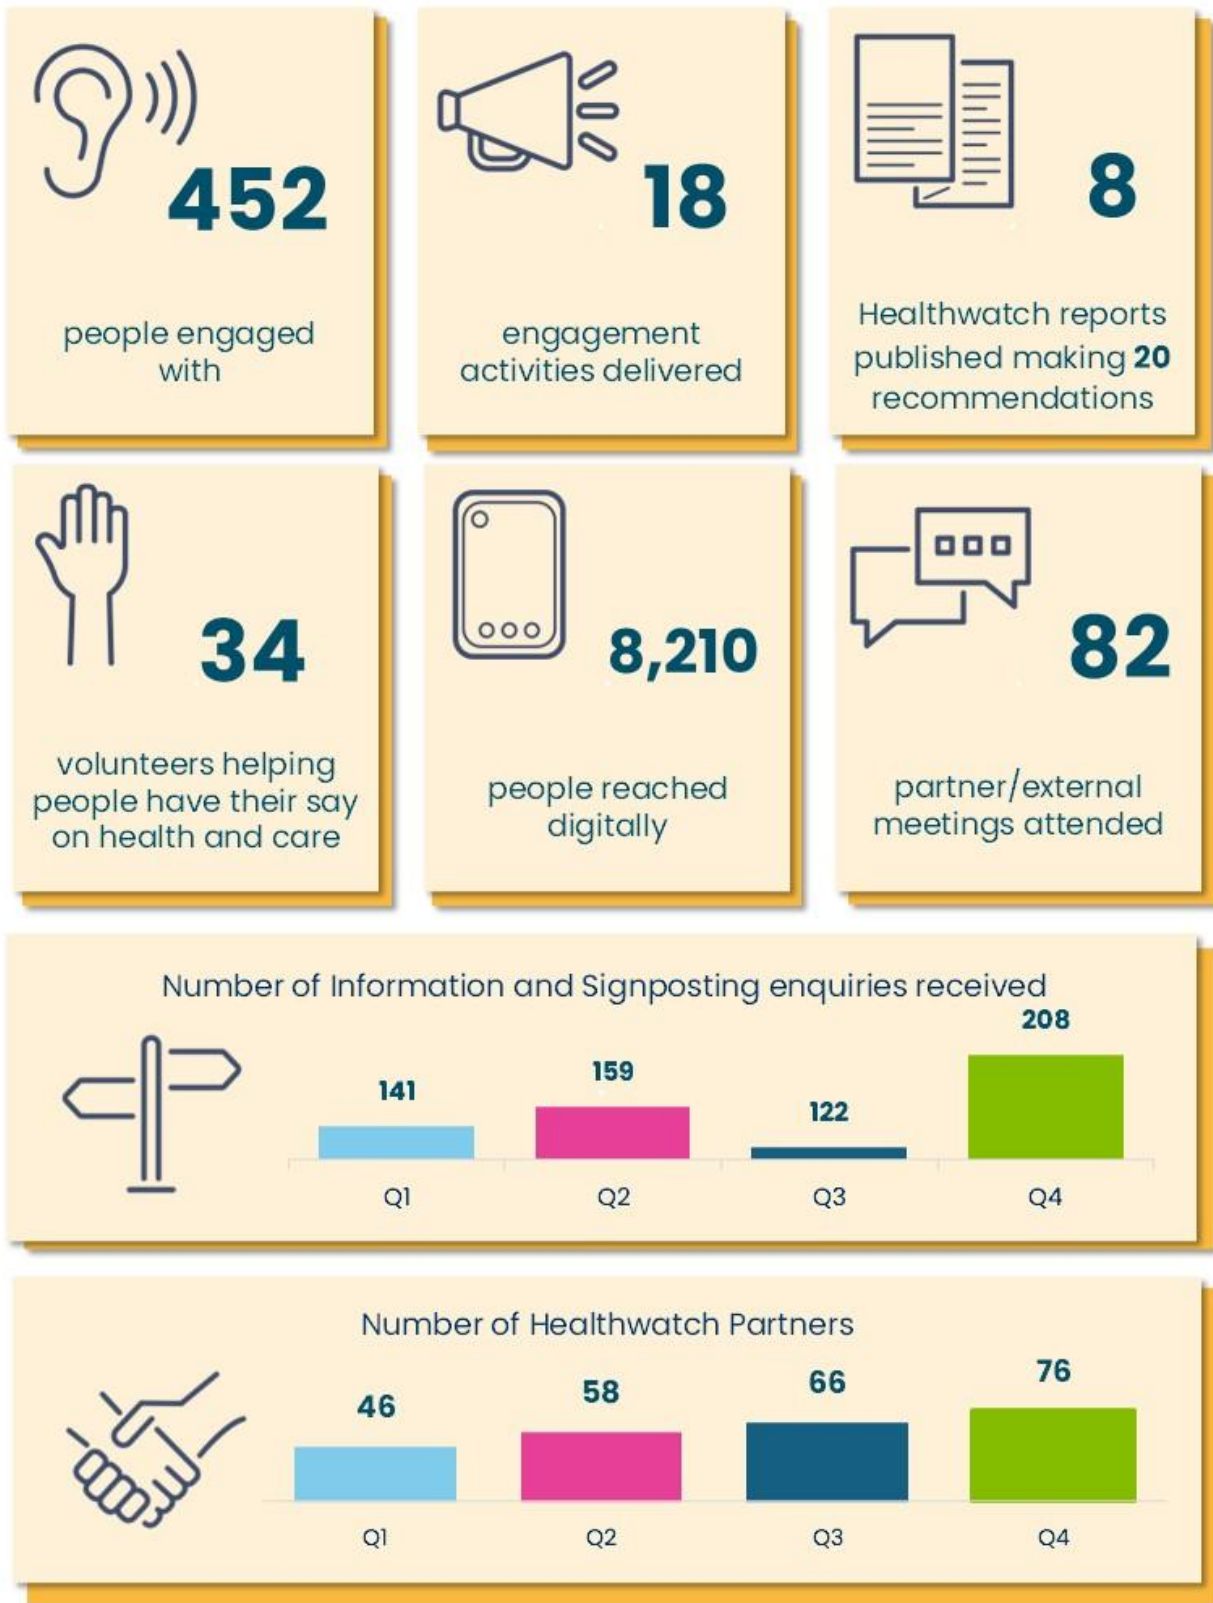 452
people engaged
with
18
engagement
activities delivered
8
Healthwatch reports
published making 20
recommendations
34
volunteers helping
people have their say
on health and care
8,210
people reached
digitally
82
partner/external
meetings attended
Number of Information and Signposting enquiries received
141
159
122
208
Q1
Q2
Q3
Q4
Number of Healthwatch Partners
46
58
66
76
Q1
Q2
Q3
Q4